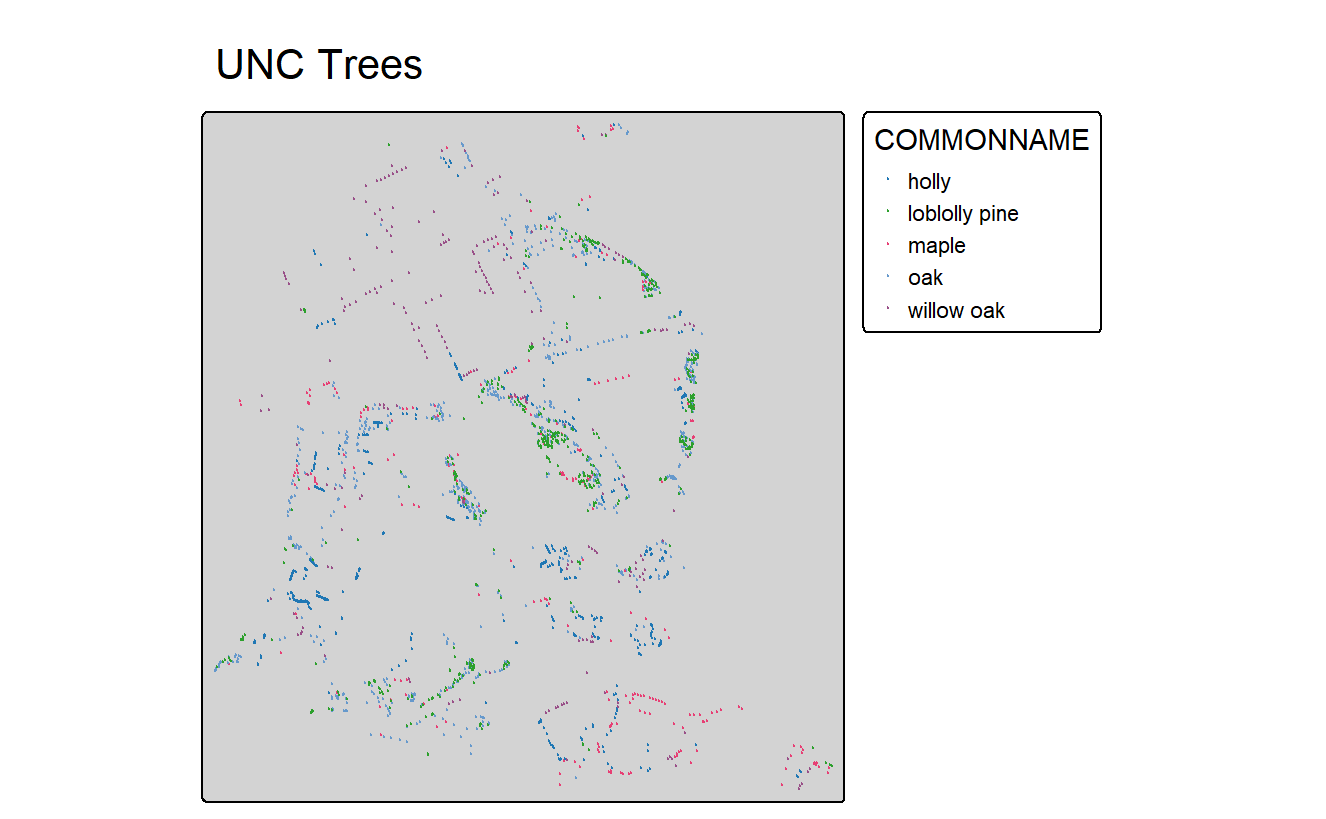 UNC Trees
COMMONNAME
holly
loblolly pine
maple
oak
willow oak